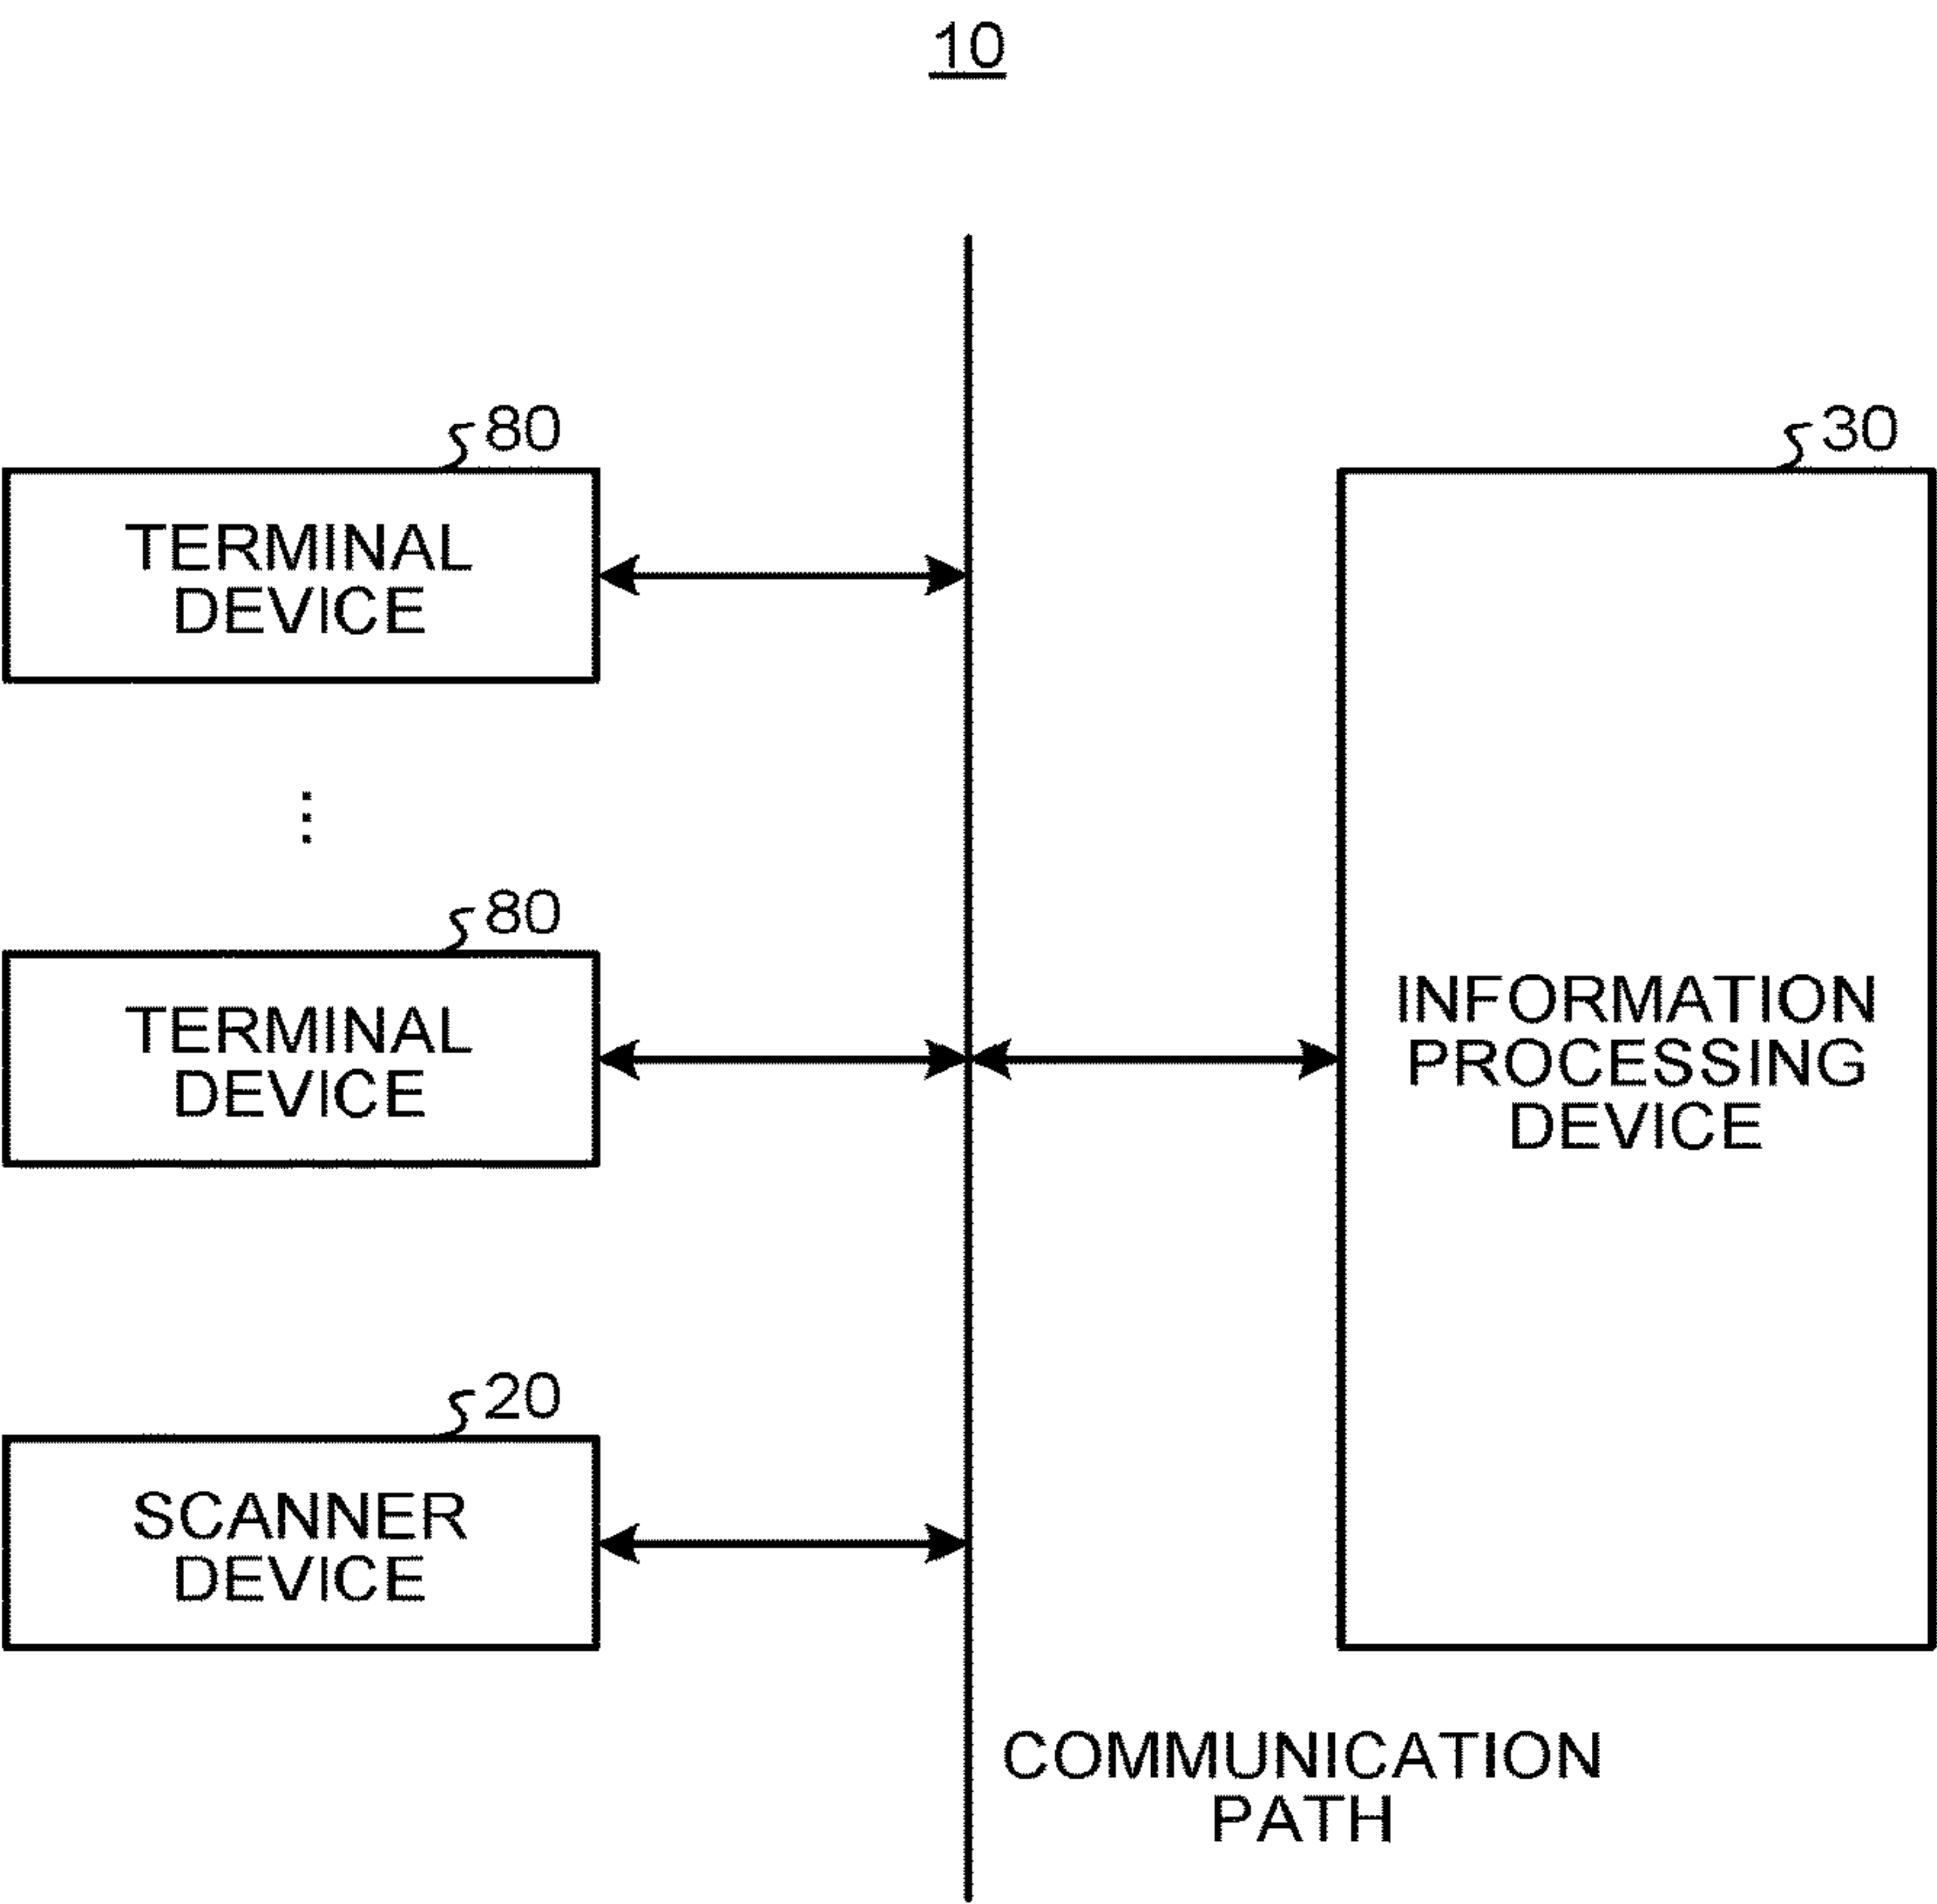 10
80
TERMINAL
DEVICE
80
TERMINAL
DEVICE
20
SCANNER
DEVICE
30
INFORMATION
PROCESSING
DEVICE
COMMUNICATION
PATH